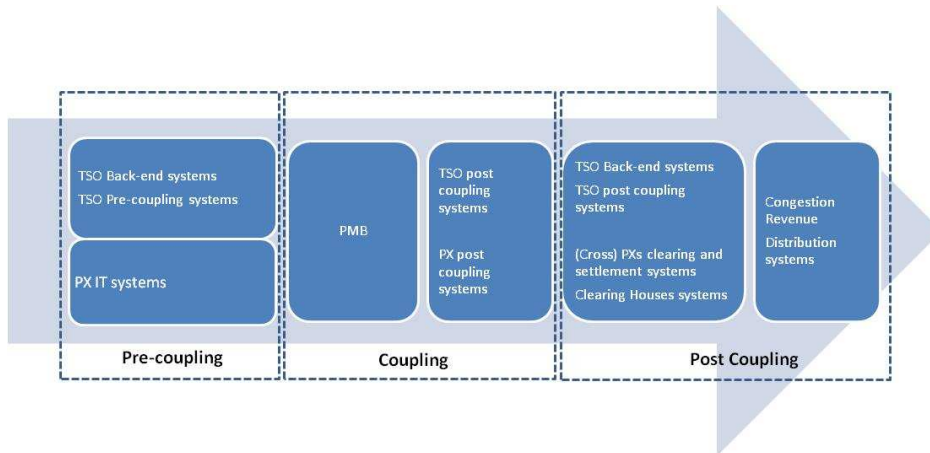 TSO Back-end systems
TSO Pre-coupling systems
PX IT systems
Pre-coupling
PMB
TSO post
coupling
systems
PX post
coupling
systems
Coupling
TSO Back-end systems
TSO post coupling
systems
(Cross) PXs clearing and
settlement systems
Clearing Houses systems
Congestion
Revenue
Distribution
systems
Post Coupling